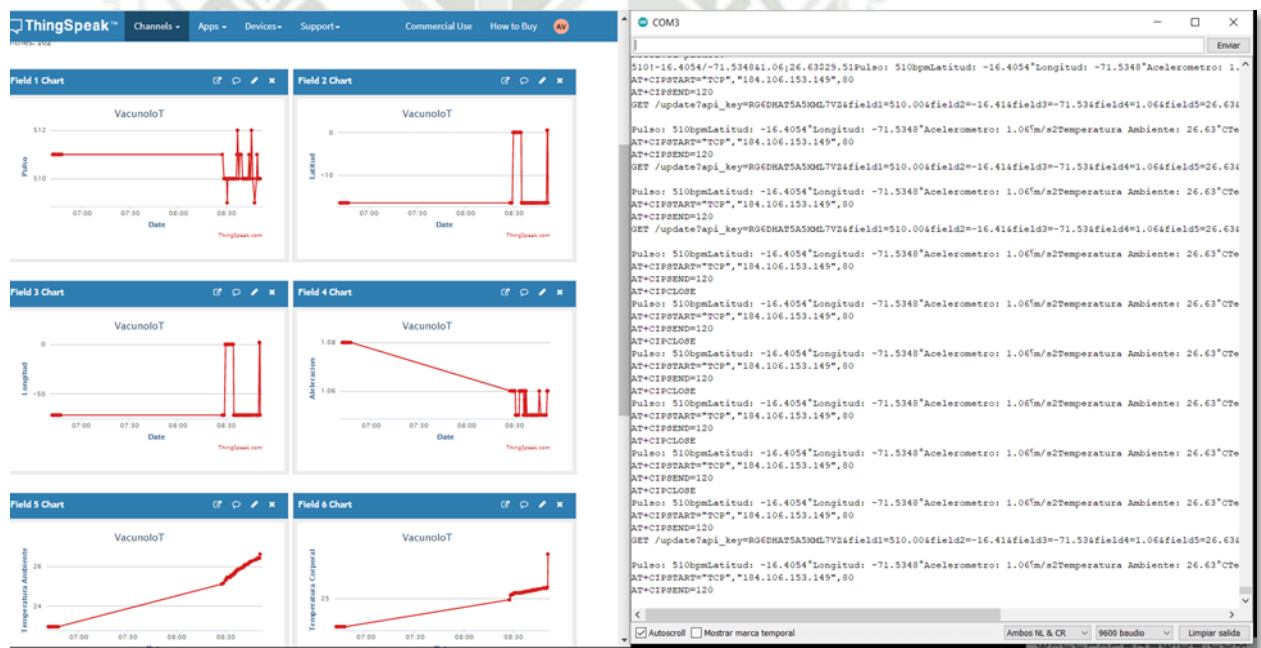 ThingSpeak™ Channels Apps Devices Support Commercial Use How to Buy AV
Field 1 Chart
VacunoIoT
512
510
Pulso
07:00 07:30 08:00 08:30
Date
ThingSpeak.com
Field 2 Chart
VacunoIoT
0
-10
Latitud
07:00 07:30 08:00 08:30
Date
ThingSpeak.com
Field 3 Chart
VacunoIoT
0
-50
Longitud
07:00 07:30 08:00 08:30
Date
ThingSpeak.com
Field 4 Chart
VacunoIoT
1.08
1.06
07:00 07:30 08:00 08:30
Date
ThingSpeak.com
Field 5 Chart
VacunoIoT
26
24
Temperatura Ambiente
07:00 07:30 08:00 08:30
Field 6 Chart
VacunoIoT
25
Temperatura Corporal
07:00 07:30 08:00 08:30
COM3
Enviar
510!-16.4054/-71.5348&1.06;26.63$29.51Pulso: 510bpmLatitud: -16.4054°Longitud: -71.5348°Acelerometro: 1.
AT+CIPSTART="TCP","184.106.153.149",80
AT+CIPSEND=120
GET /update?api_key=RG6DHAT5A5XML7VZ&field1=510.00&field2=-16.41&field3=-71.53&field4=1.06&field5=26.63&
Pulso: 510bpmLatitud: -16.4054°Longitud: -71.5348°Acelerometro: 1.06 m/s2Temperatura Ambiente: 26.63°CTe
AT+CIPSTART="TCP","184.106.153.149",80
AT+CIPSEND=120
GET /update?api_key=RG6DHAT5A5XML7VZ&field1=510.00&field2=-16.41&field3=-71.53&field4=1.06&field5=26.63&
Pulso: 510bpmLatitud: -16.4054°Longitud: -71.5348°Acelerometro: 1.06 m/s2Temperatura Ambiente: 26.63°CTe
AT+CIPSTART="TCP","184.106.153.149",80
AT+CIPSEND=120
GET /update?api_key=RG6DHAT5A5XML7VZ&field1=510.00&field2=-16.41&field3=-71.53&field4=1.06&field5=26.63&
Pulso: 510bpmLatitud: -16.4054°Longitud: -71.5348°Acelerometro: 1.06 m/s2Temperatura Ambiente: 26.63°CTe
AT+CIPSTART="TCP","184.106.153.149",80
AT+CIPSEND=120
AT+CIPCLOSE
Pulso: 510bpmLatitud: -16.4054°Longitud: -71.5348°Acelerometro: 1.06 m/s2Temperatura Ambiente: 26.63°CTe
AT+CIPSTART="TCP","184.106.153.149",80
AT+CIPSEND=120
AT+CIPCLOSE
Pulso: 510bpmLatitud: -16.4054°Longitud: -71.5348°Acelerometro: 1.06 m/s2Temperatura Ambiente: 26.63°CTe
AT+CIPSTART="TCP","184.106.153.149",80
AT+CIPSEND=120
AT+CIPCLOSE
Pulso: 510bpmLatitud: -16.4054°Longitud: -71.5348°Acelerometro: 1.06 m/s2Temperatura Ambiente: 26.63°CTe
AT+CIPSTART="TCP","184.106.153.149",80
AT+CIPSEND=120
AT+CIPCLOSE
Pulso: 510bpmLatitud: -16.4054°Longitud: -71.5348°Acelerometro: 1.06 m/s2Temperatura Ambiente: 26.63°CTe
AT+CIPSTART="TCP","184.106.153.149",80
AT+CIPSEND=120
AT+CIPCLOSE
Pulso: 510bpmLatitud: -16.4054°Longitud: -71.5348°Acelerometro: 1.06 m/s2Temperatura Ambiente: 26.63°CTe
AT+CIPSTART="TCP","184.106.153.149",80
AT+CIPSEND=120
GET /update?api_key=RG6DHAT5A5XML7VZ&field1=510.00&field2=-16.41&field3=-71.53&field4=1.06&field5=26.63&
Pulso: 510bpmLatitud: -16.4054°Longitud: -71.5348°Acelerometro: 1.06 m/s2Temperatura Ambiente: 26.63°CTe
AT+CIPSTART="TCP","184.106.153.149",80
AT+CIPSEND=120
Autoscroll Mostrar marca temporal Ambos NL & CR 9600 baudio Limpiar salida